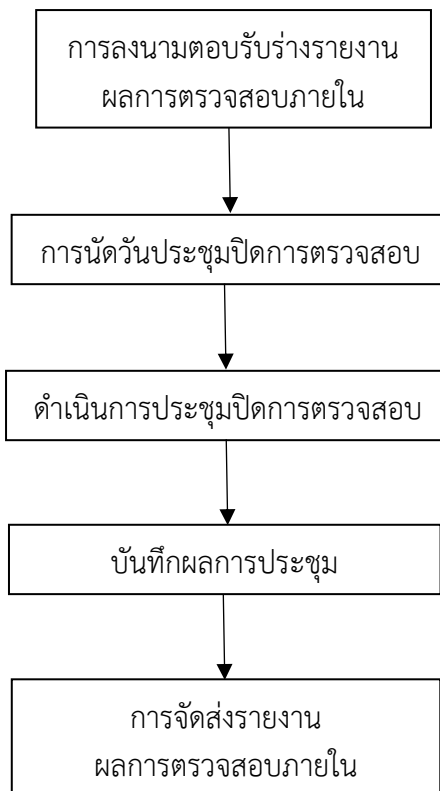 การลงนามตอบรับร่างรายงาน
ผลการตรวจสอบภายใน
การนัดวันประชุมปิดการตรวจสอบ
ดำเนินการประชุมปิดการตรวจสอบ
บันทึกผลการประชุม
การจัดส่งรายงาน
ผลการตรวจสอบภายใน